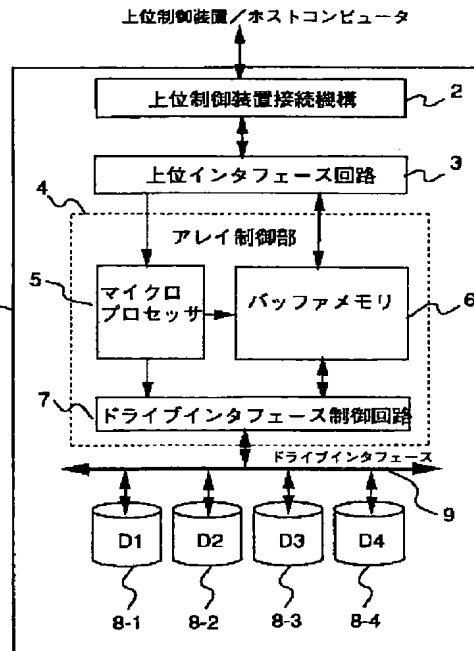 上位制御装置／ホストコンピュータ
上位制御装置接続機構
2
上位インタフェース回路
3
4
アレイ制御部
5
マイクロ
プロセッサ
バッファメモリ
6
7
ドライブインタフェース制御回路
ドライブインタフェース
9
D1
D2
D3
D4
8-1
8-2
8-3
8-4